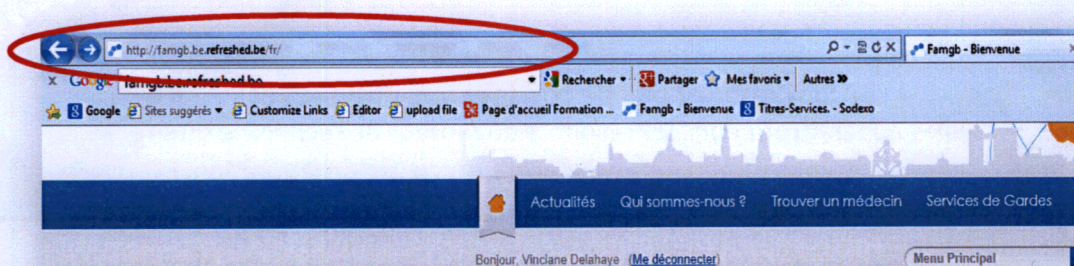 http://famgb.be.refreshed.be/fr/
Famgb - Bienvenue
x Google famgb.be.refreshed.be Rechercher Partager Mes favoris Autres »
Google Sites suggérés Customize Links Editor upload file Page d'accueil Formation ... Famgb - Bienvenue Titres-Services. - Sodexo
Actualités Qui sommes-nous ? Trouver un médecin Services de Gardes
Bonjour, Vinciane Delahaye (Me déconnecter)
Menu Principal